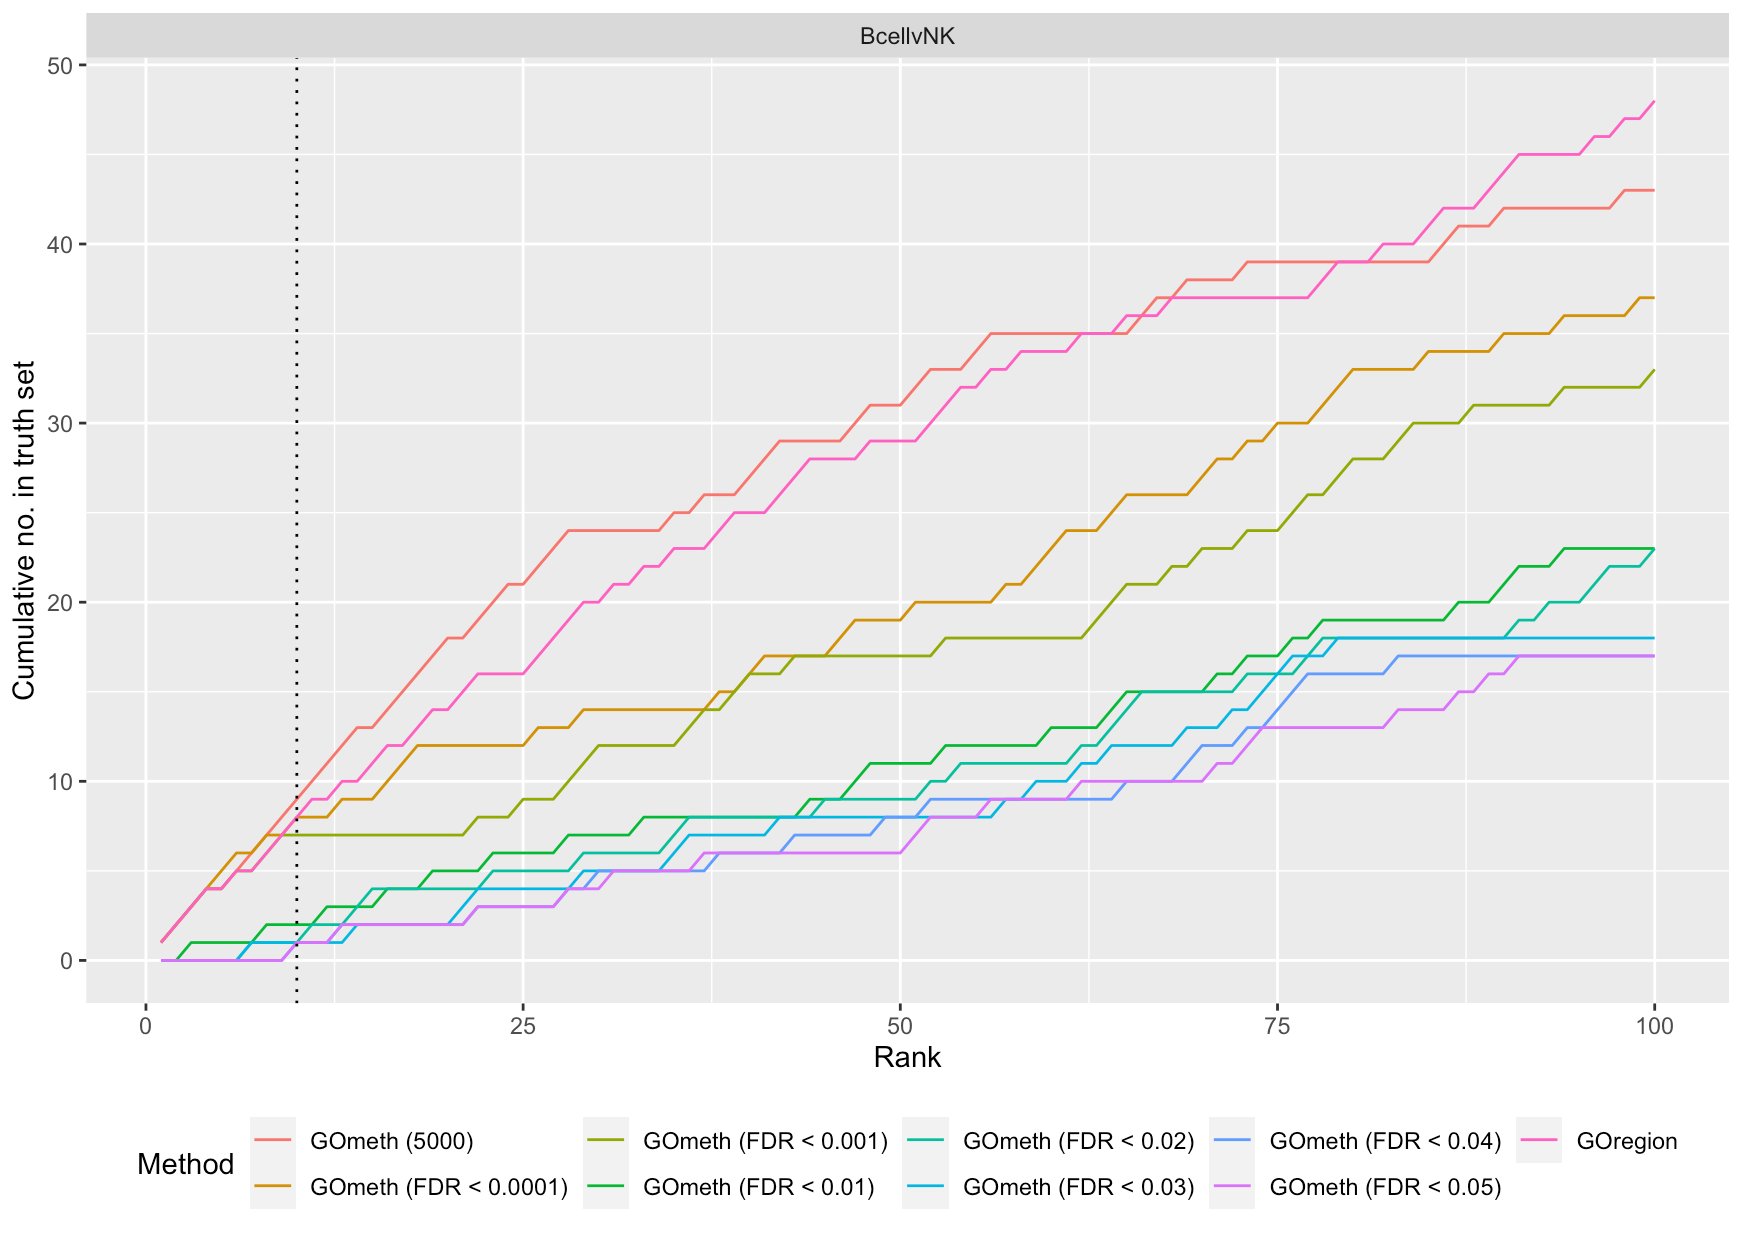 BcellvNK
50
40
30
20
10
0
Cumulative no. in truth set
0 25 50 75 100
Rank
Method
GOmeth (5000) GOmeth (FDR < 0.001) GOmeth (FDR < 0.02) GOmeth (FDR < 0.04) GOregion
GOmeth (FDR < 0.0001) GOmeth (FDR < 0.01) GOmeth (FDR < 0.03) GOmeth (FDR < 0.05)